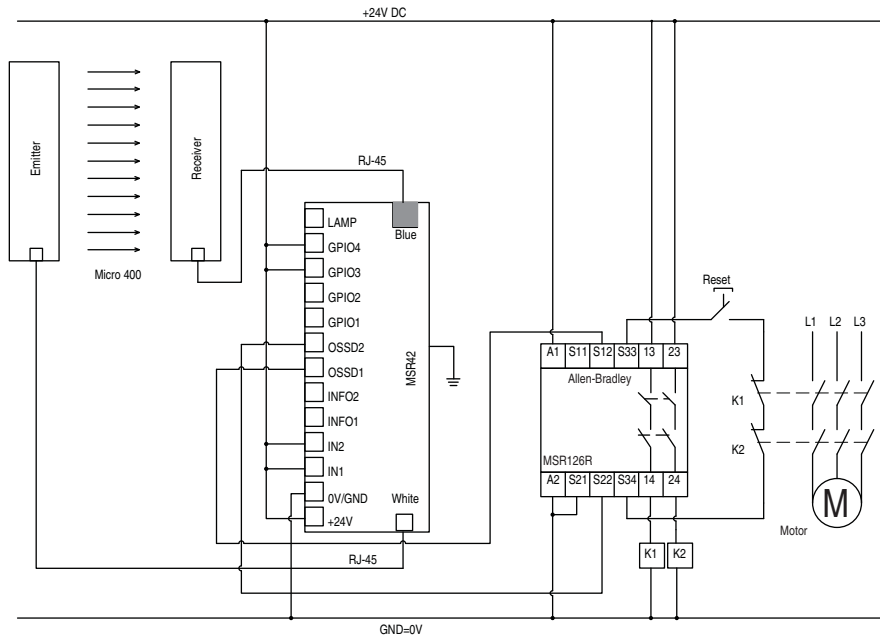 +24V DC
Emitter
Receiver
Micro 400
RJ-45
Blue
LAMP
GPIO4
GPIO3
GPIO2
GPIO1
OSSD2
OSSD1
INFO2
INFO1
IN2
IN1
0V/GND
+24V
MSR42
White
RJ-45
Reset
A1 S11 S12 S33 13 23
Allen-Bradley
MSR126R
A2 S21 S22 S34 14 24
K1 K2
K1
K2
L1 L2 L3
M
Motor
GND=0V